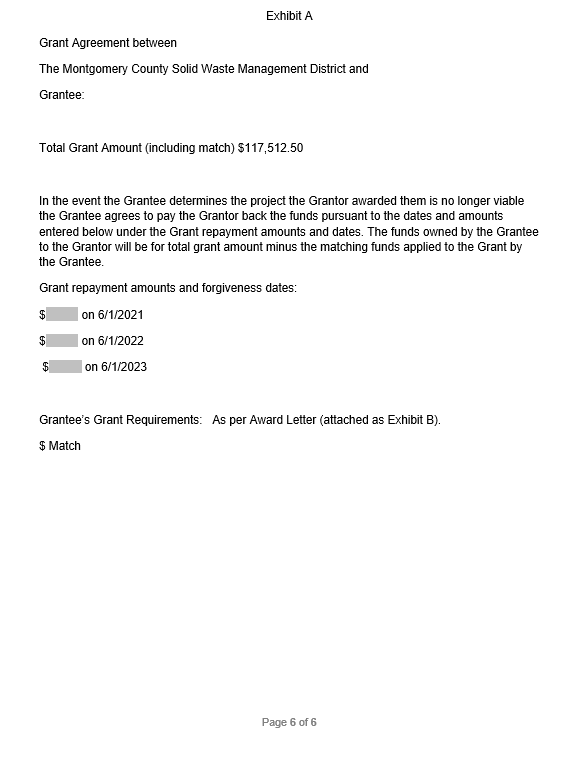 Exhibit A
Grant Agreement between
The Montgomery County Solid Waste Management District and
Grantee:
Total Grant Amount (including match) $117,512.50
In the event the Grantee determines the project the Grantor awarded them is no longer viable
the Grantee agrees to pay the Grantor back the funds pursuant to the dates and amounts
entered below under the Grant repayment amounts and dates. The funds owned by the Grantee
to the Grantor will be for total grant amount minus the matching funds applied to the Grant by
the Grantee.
Grant repayment amounts and forgiveness dates:
$ on 6/1/2021
$ on 6/1/2022
$ on 6/1/2023
Grantee's Grant Requirements: As per Award Letter (attached as Exhibit B).
$ Match
Page 6 of 6